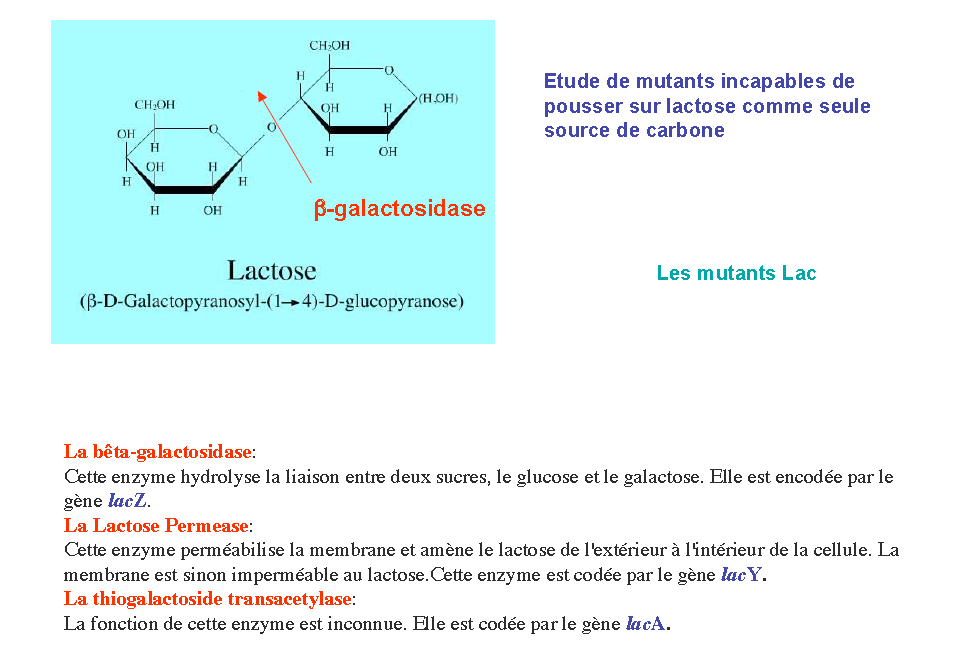 CH₂OH
O
H
H
(H,OH)
OH
H
H
OH
CH₂OH
O
O
OH
H
OH
H
H
H
H
OH
β-galactosidase
Lactose
(β-D-Galactopyranosyl-(1→4)-D-glucopyranose)
Etude de mutants incapables de
pousser sur lactose comme seule
source de carbone
Les mutants Lac
La bêta-galactosidase:
Cette enzyme hydrolyse la liaison entre deux sucres, le glucose et le galactose. Elle est encodée par le
gène lacZ.
La Lactose Permease:
Cette enzyme perméabilise la membrane et amène le lactose de l'extérieur à l'intérieur de la cellule. La
membrane est sinon imperméable au lactose.Cette enzyme est codée par le gène lacY.
La thiogalactoside transacetylase:
La fonction de cette enzyme est inconnue. Elle est codée par le gène lacA.